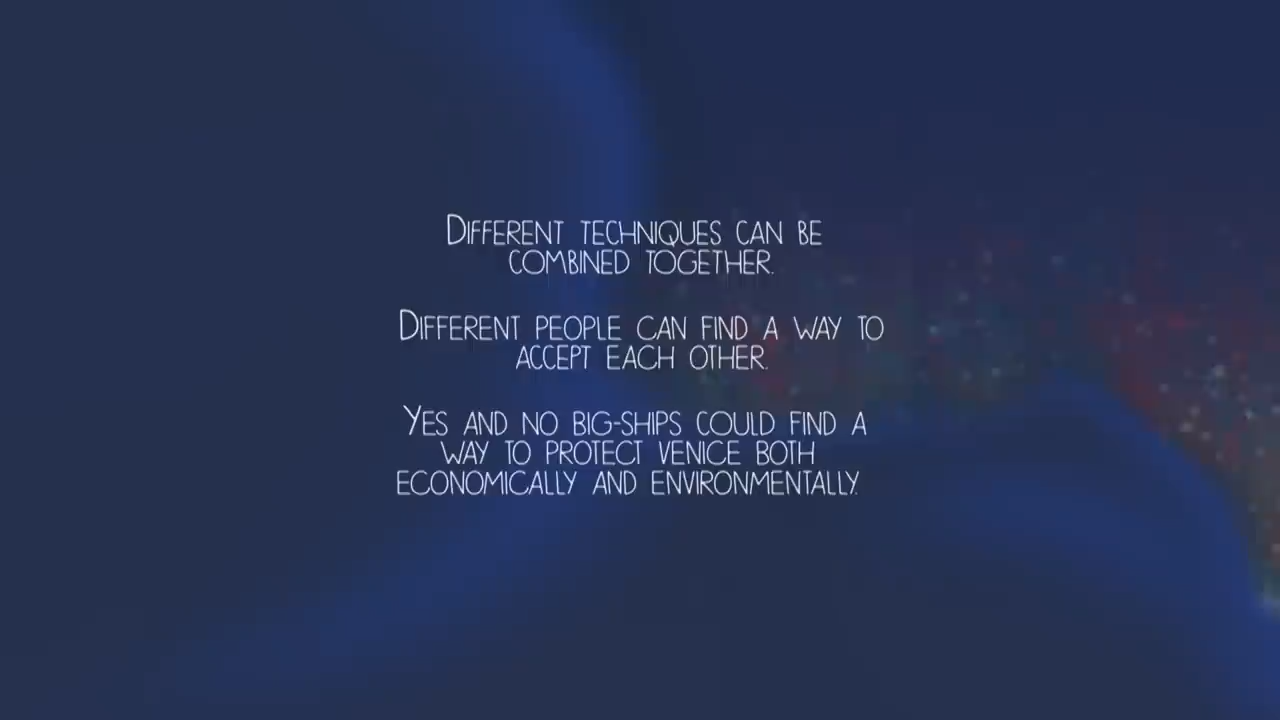 Different techniques can be
combined together.
Different people can find a way to
accept each other.
Yes and no big-ships could find a
way to protect venice both
economically and environmentally.